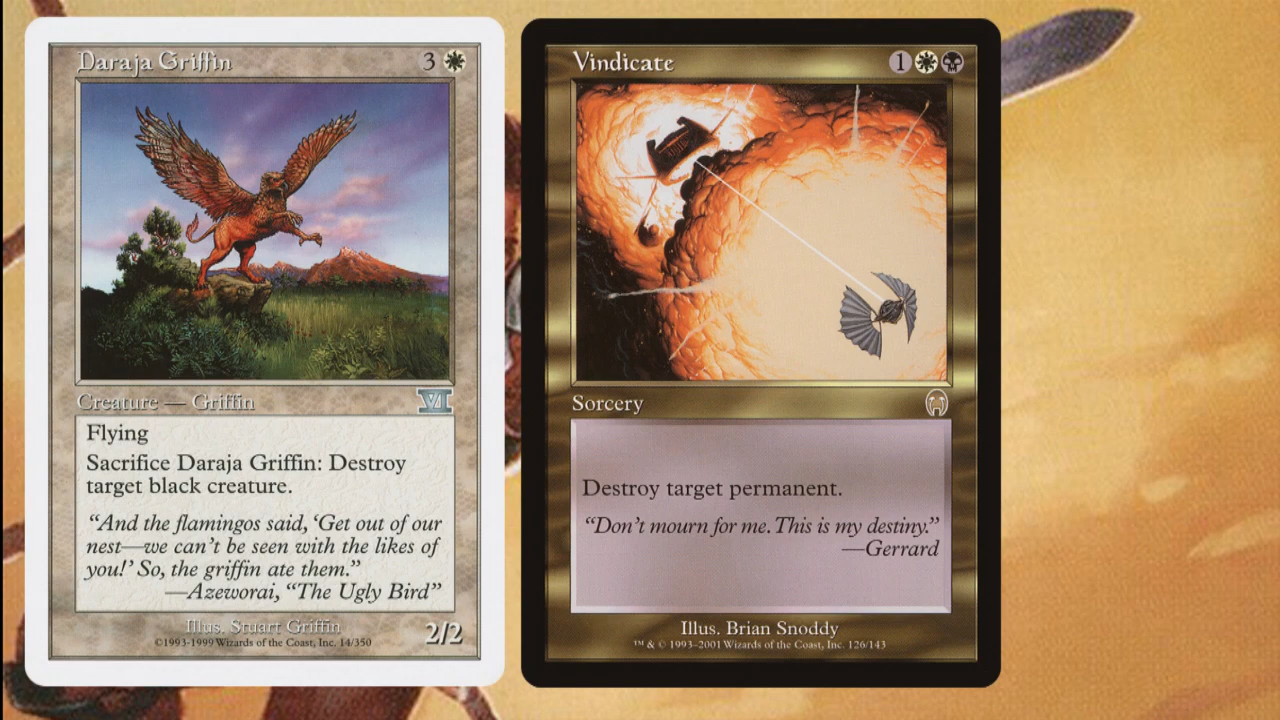 Daraja Griffin 3
Creature — Griffin VI
Flying
Sacrifice Daraja Griffin: Destroy
target black creature.
“And the flamingos said, ‘Get out of our
nest—we can’t be seen with the likes of
you!’ So, the griffin ate them.”
—Azeworai, “The Ugly Bird”
Illus. Stuart Griffin
©1993-1999 Wizards of the Coast, Inc. 14/350
2/2
Vindicate 1
Sorcery
Destroy target permanent.
“Don’t mourn for me. This is my destiny.”
—Gerrard
Illus. Brian Snoddy
™ & © 1993–2001 Wizards of the Coast, Inc. 126/143